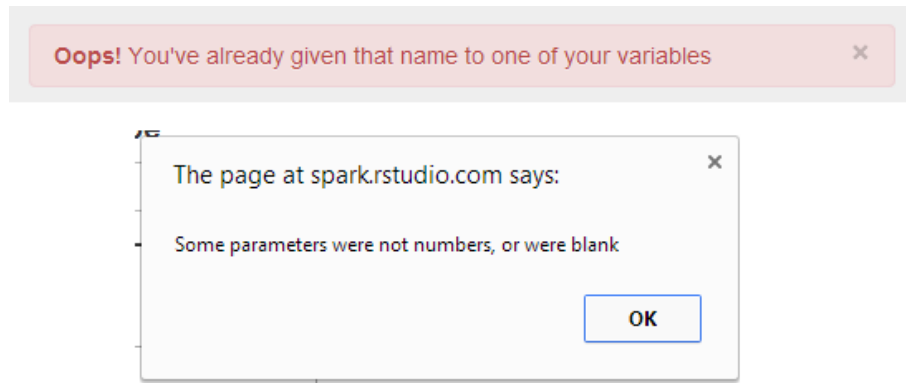 Oops! You've already given that name to one of your variables ×
The page at spark.rstudio.com says:
Some parameters were not numbers, or were blank
OK